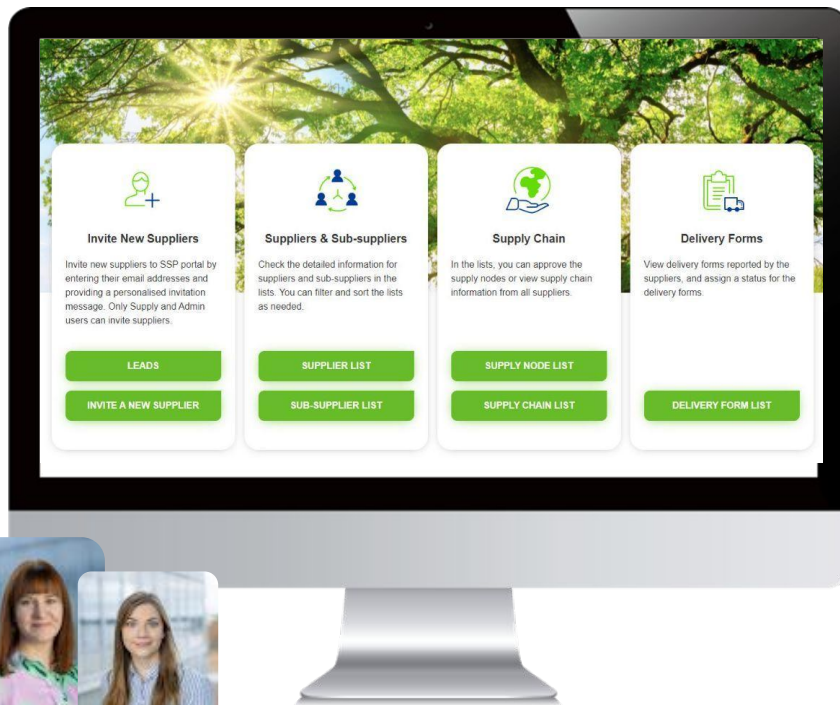 Invite New Suppliers
Invite new suppliers to SSP portal by
entering their email addresses and
providing a personalised invitation
message. Only Supply and Admin
users can invite suppliers.
LEADS
INVITE A NEW SUPPLIER
Suppliers & Sub-suppliers
Check the detailed information for
suppliers and sub-suppliers in the
lists. You can filter and sort the lists
as needed.
SUPPLIER LIST
SUB-SUPPLIER LIST
Supply Chain
In the lists, you can approve the
supply nodes or view supply chain
information from all suppliers.
SUPPLY NODE LIST
SUPPLY CHAIN LIST
Delivery Forms
View delivery forms reported by the
suppliers, and assign a status for the
delivery forms.
DELIVERY FORM LIST